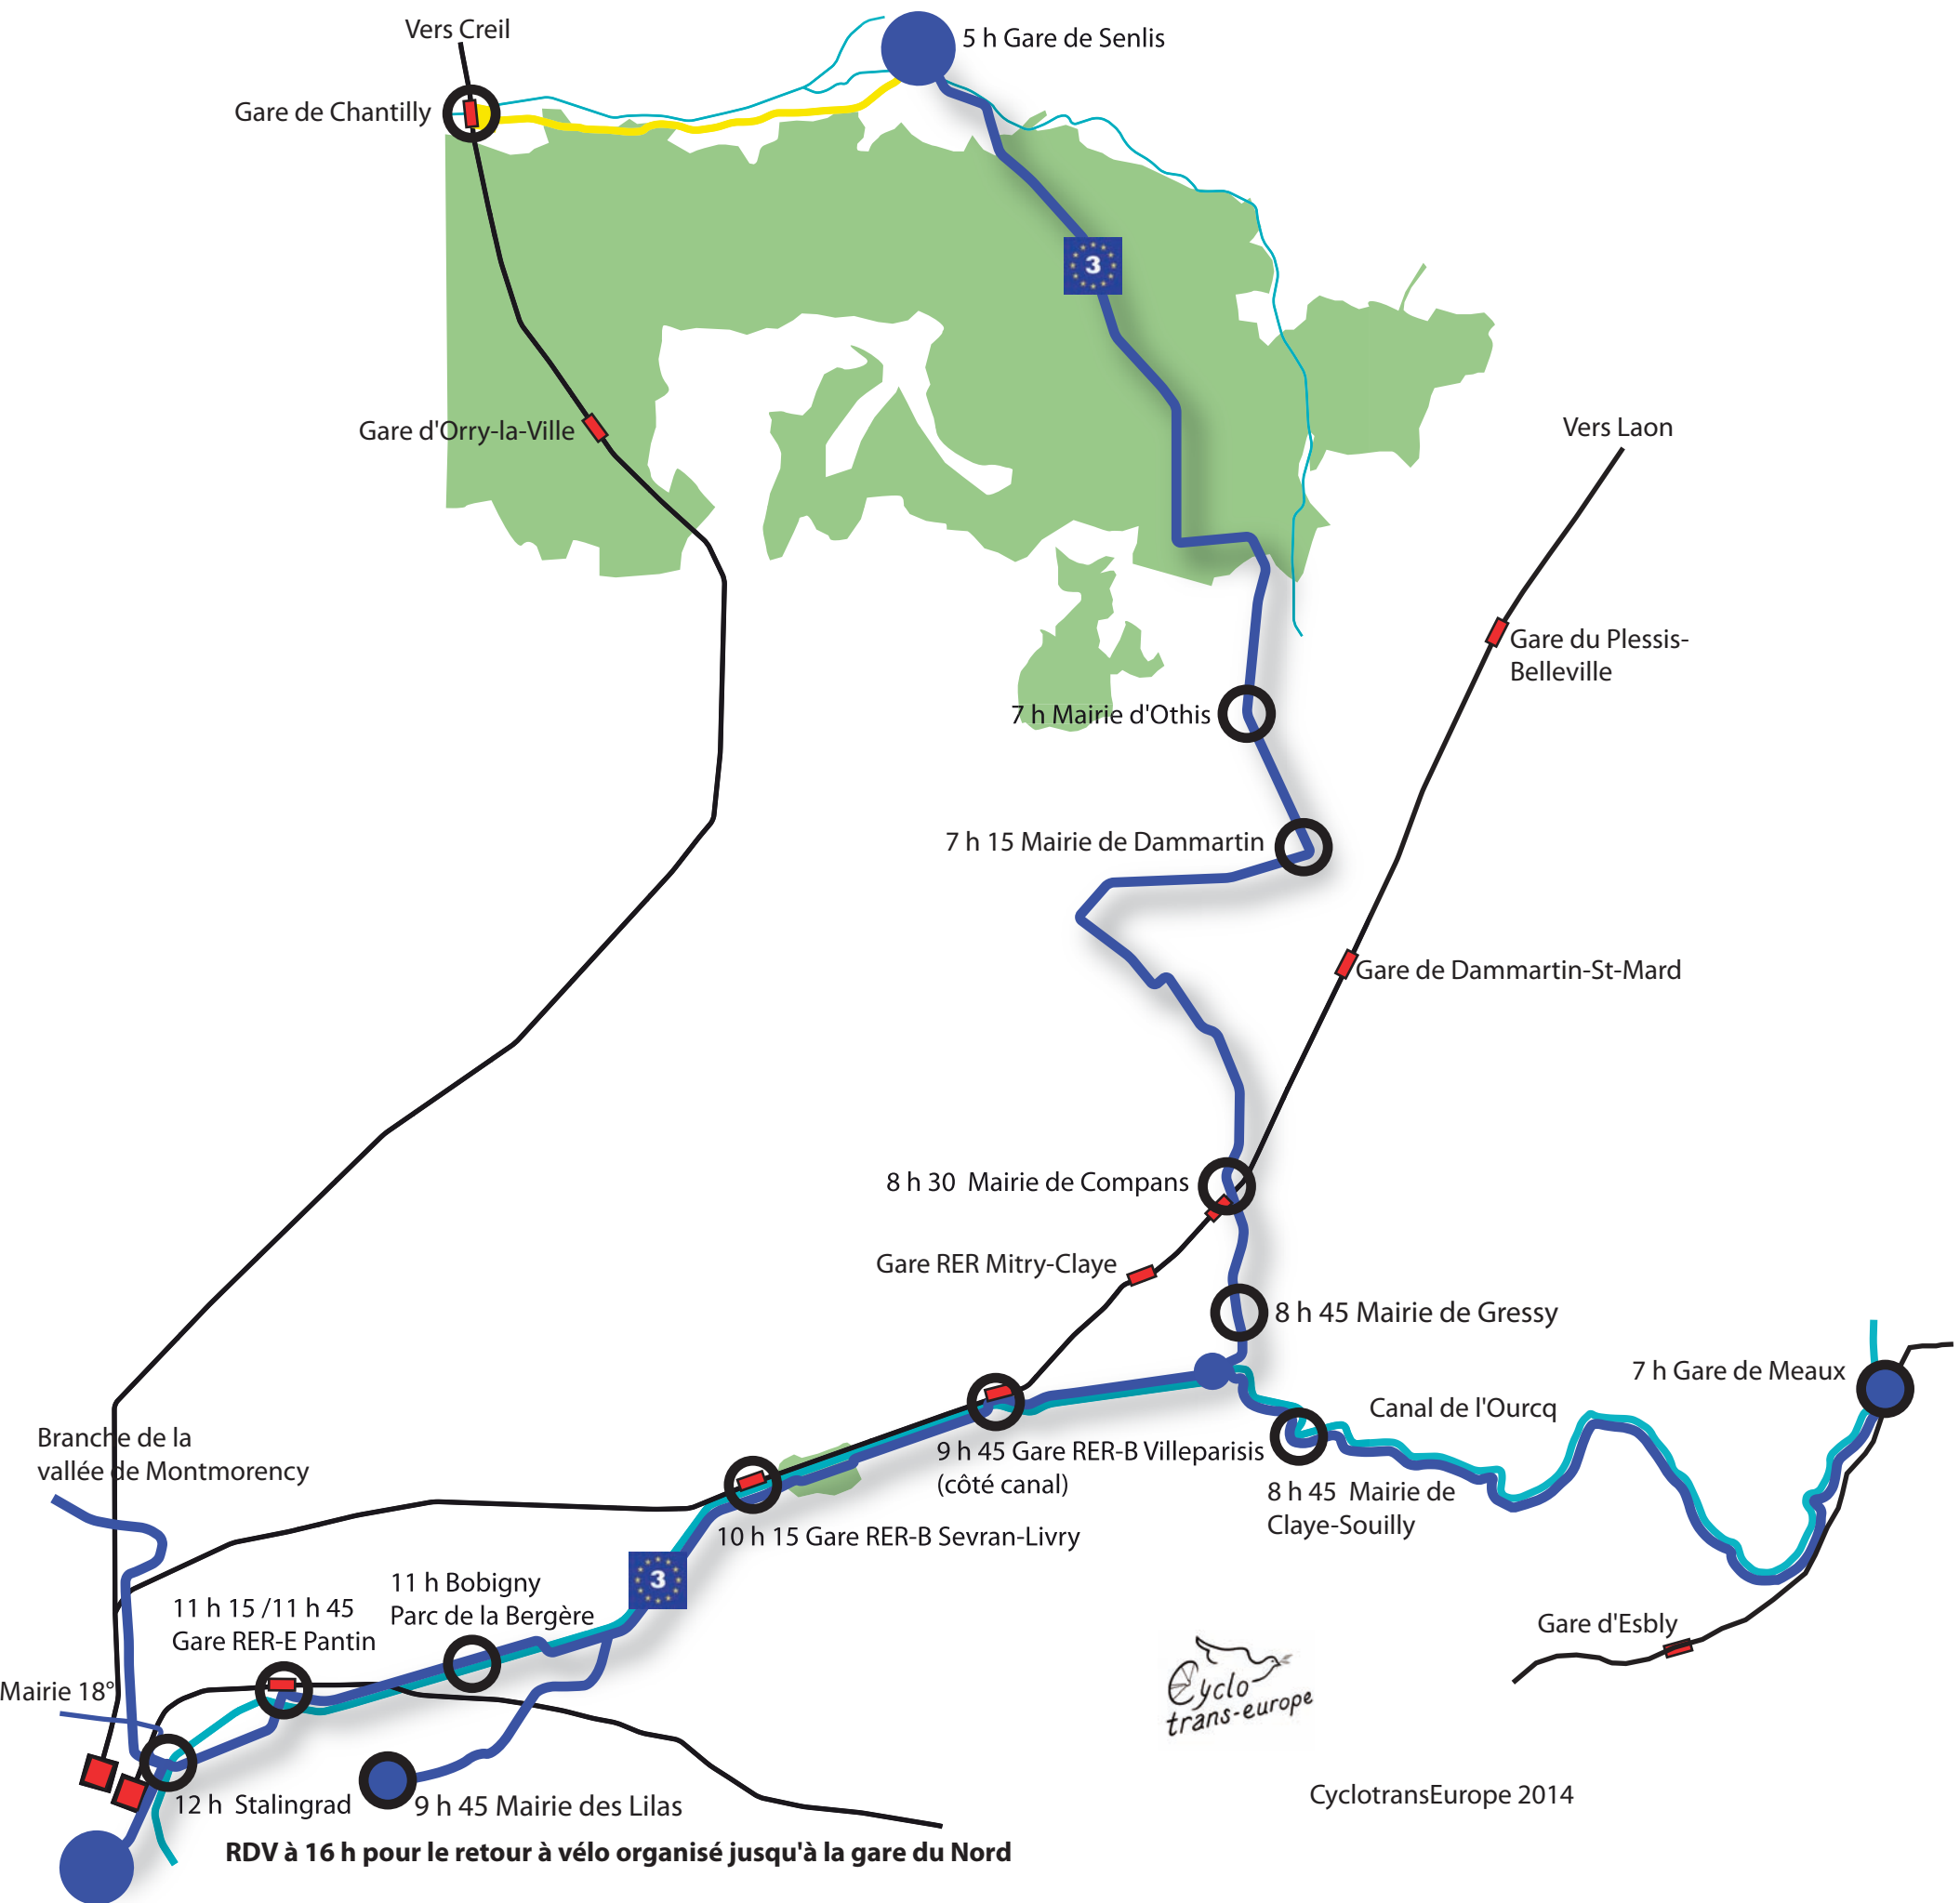 Vers Creil
5 h Gare de Senlis
Gare de Chantilly
3
Gare d'Orry-la-Ville
Vers Laon
Gare du Plessis-
Belleville
7 h Mairie d'Othis
7 h 15 Mairie de Dammartin
Gare de Dammartin-St-Mard
8 h 30 Mairie de Compans
Gare RER Mitry-Claye
8 h 45 Mairie de Gressy
7 h Gare de Meaux
Canal de l'Ourcq
Branche de la
vallée de Montmorency
9 h 45 Gare RER-B Villeparisis
(côté canal)
8 h 45 Mairie de
Claye-Souilly
10 h 15 Gare RER-B Sevran-Livry
3
11 h Bobigny
Parc de la Bergère
11 h 15 /11 h 45
Gare RER-E Pantin
Gare d'Esbly
Mairie 18°
Cyclo
trans-europe
12 h Stalingrad
9 h 45 Mairie des Lilas
CyclotransEurope 2014
RDV à 16 h pour le retour à vélo organisé jusqu'à la gare du Nord